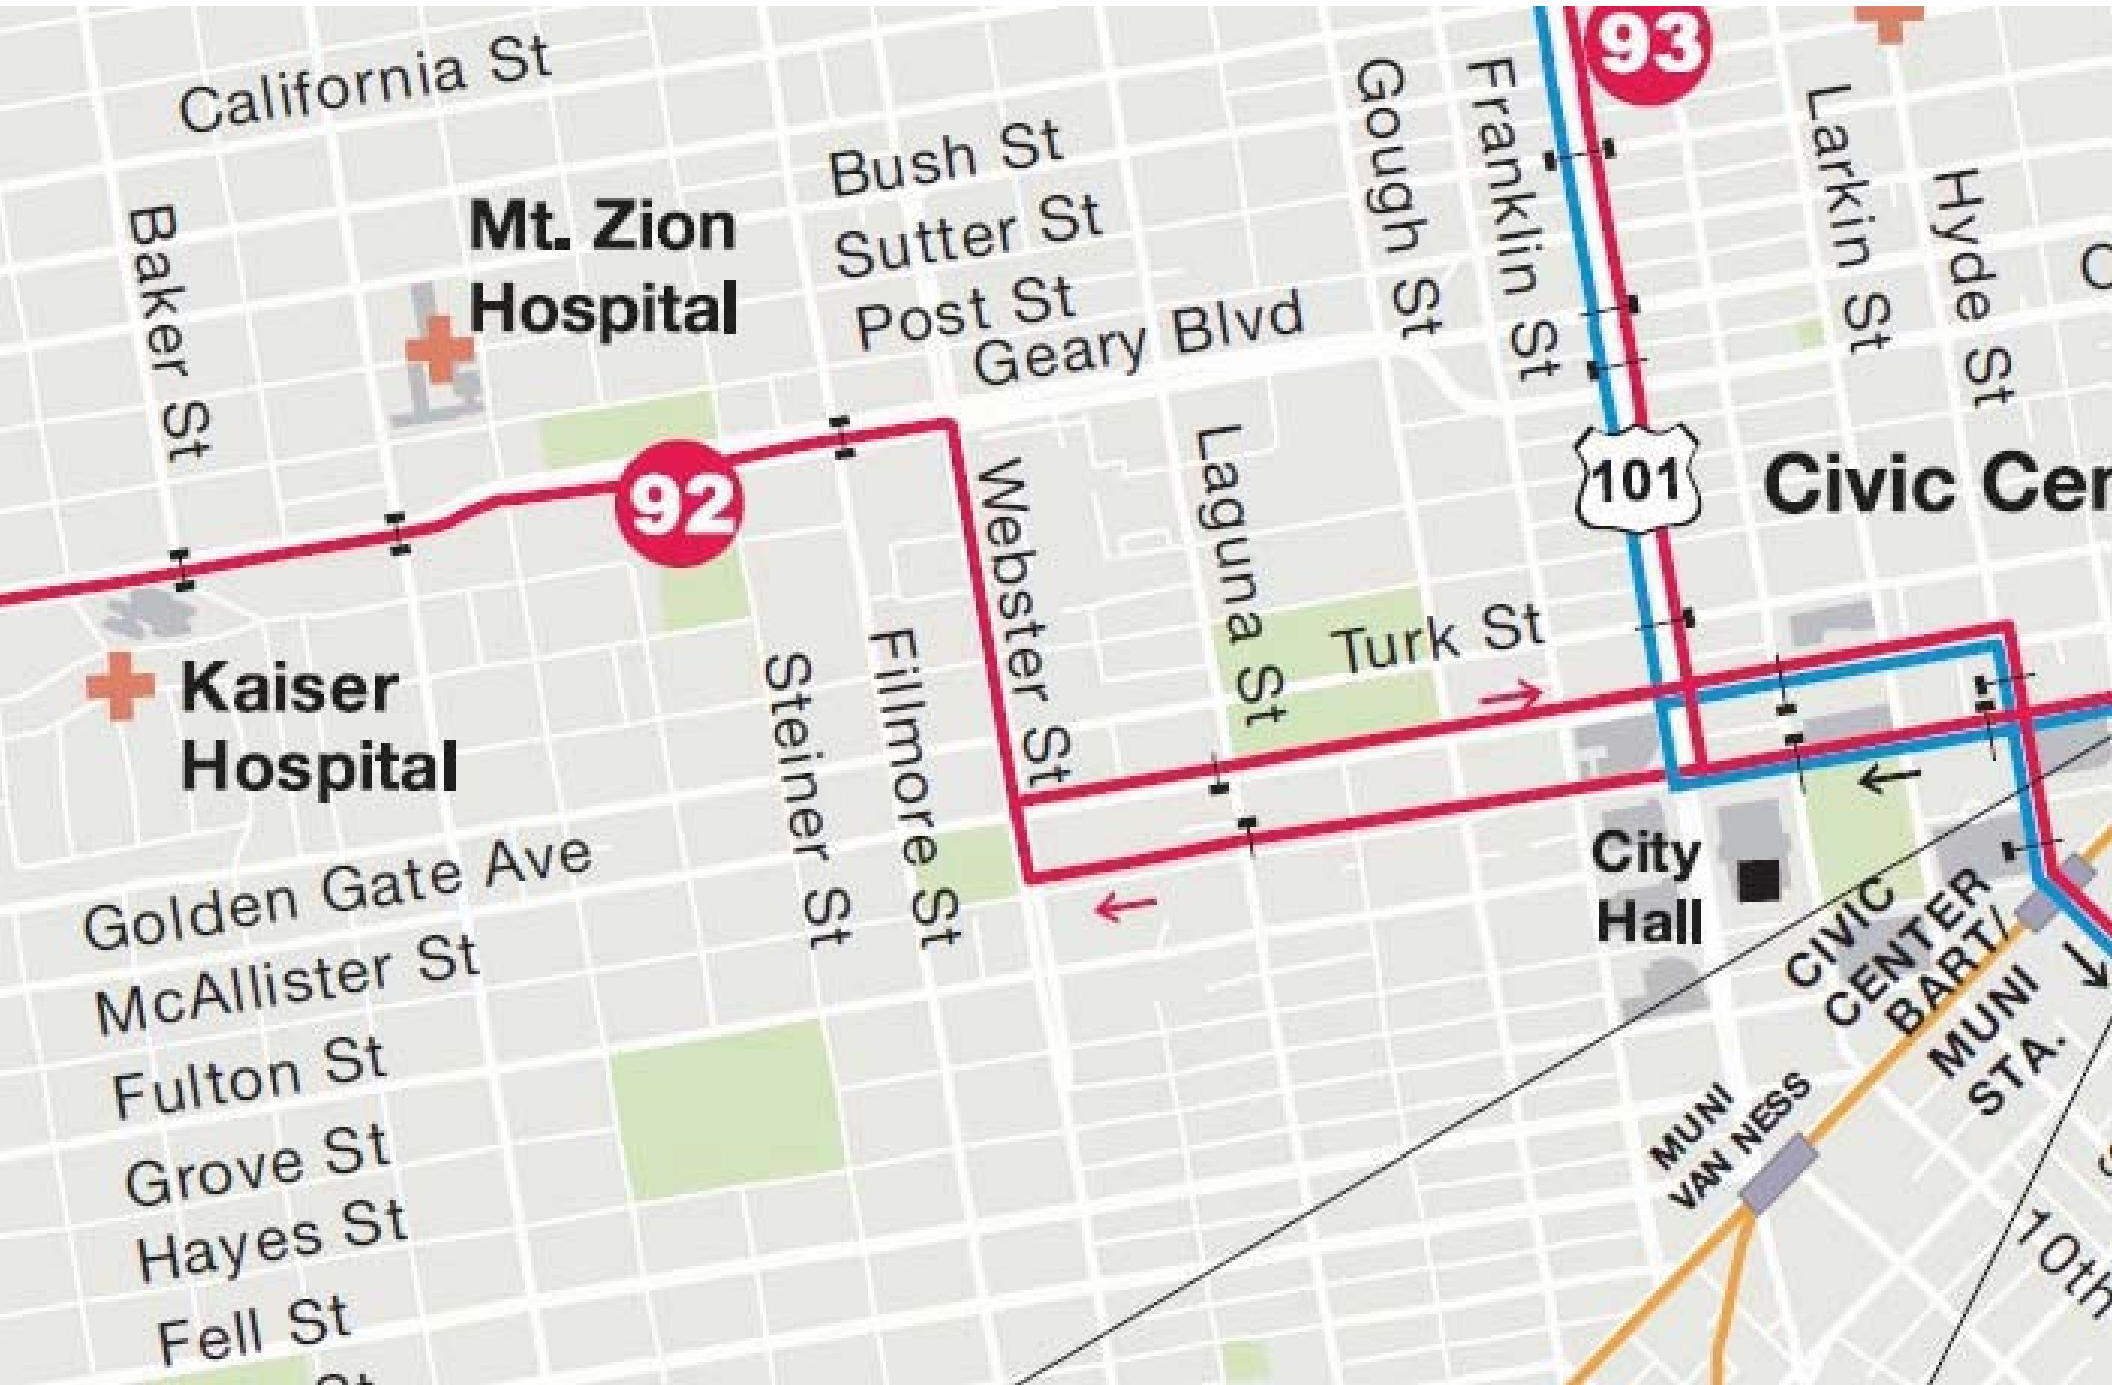 California St
93
Bush St
Sutter St
Post St
Geary Blvd
Gough St
Franklin St
Larkin St
Hyde St
Baker St
Mt. Zion
Hospital
92
101
Civic Cen
Webster St
Laguna St
Turk St
Kaiser
Hospital
Steiner St
Fillmore St
City
Hall
Golden Gate Ave
McAllister St
Fulton St
Grove St
Hayes St
Fell St
St
CIVIC
CENTER
BART/
MUNI
STA.
MUNI
VAN NESS
10th